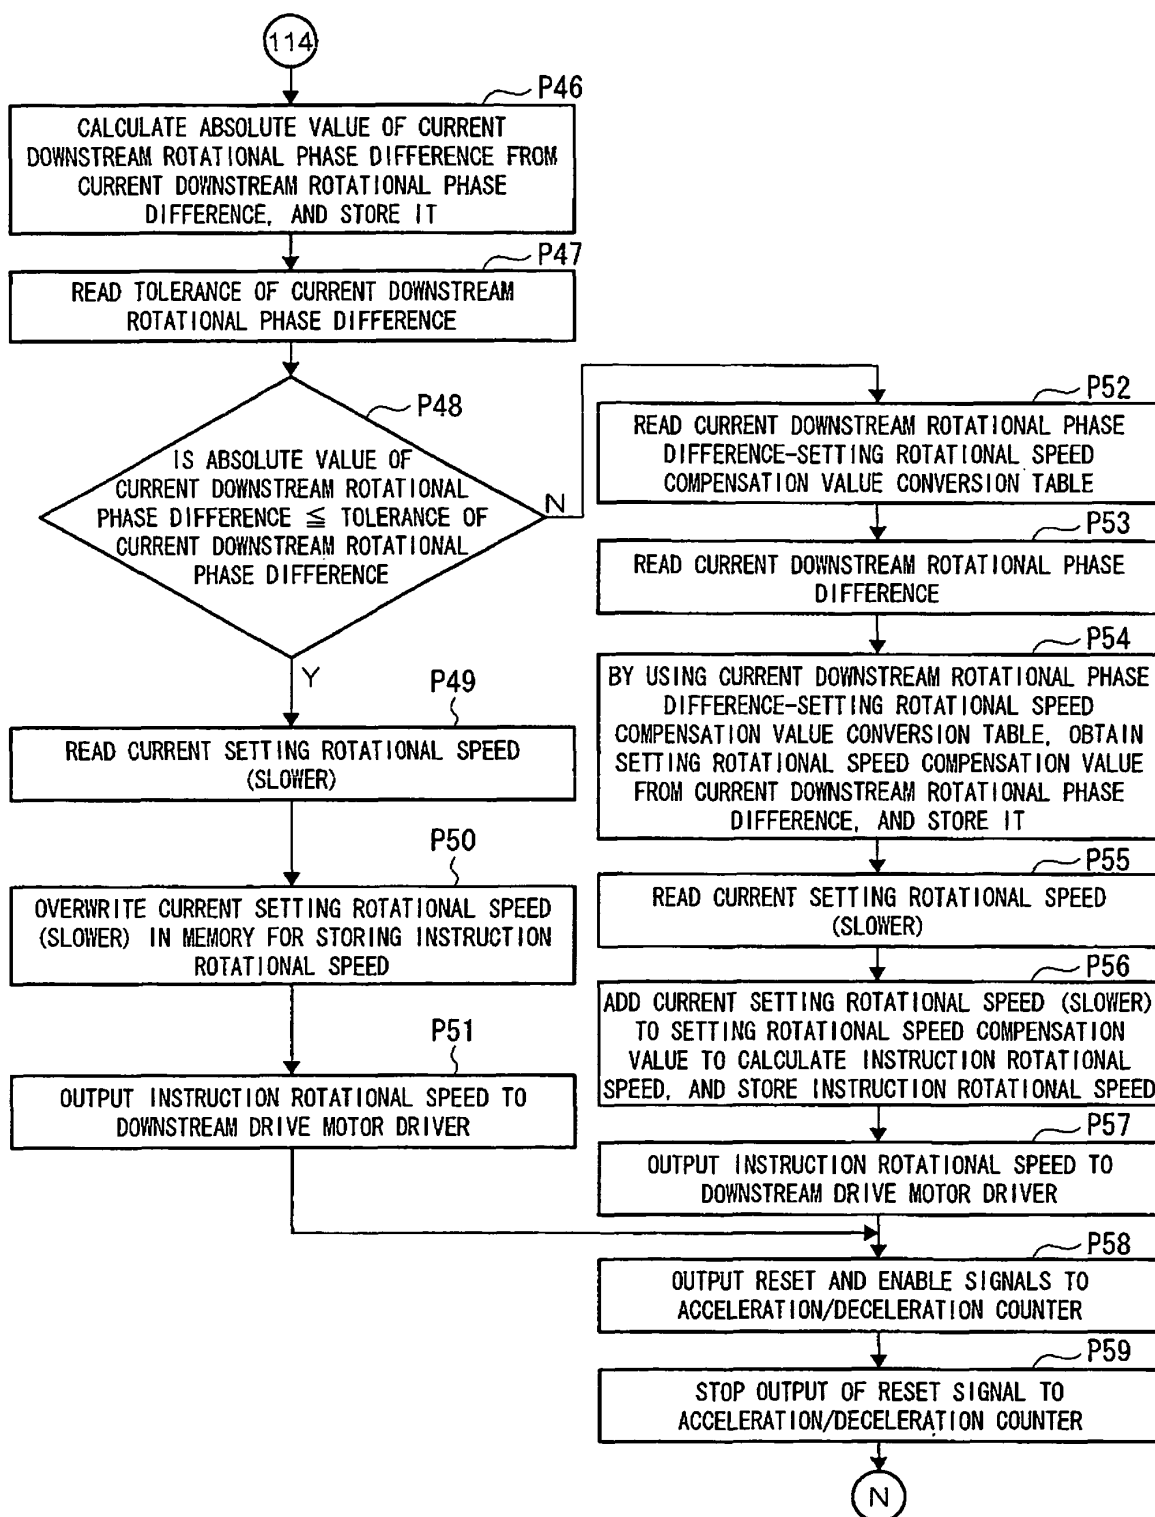 114
P46
CALCULATE ABSOLUTE VALUE OF CURRENT
DOWNSTREAM ROTATIONAL PHASE DIFFERENCE FROM
CURRENT DOWNSTREAM ROTATIONAL PHASE
DIFFERENCE, AND STORE IT
P47
READ TOLERANCE OF CURRENT DOWNSTREAM
ROTATIONAL PHASE DIFFERENCE
P48
IS ABSOLUTE VALUE OF
CURRENT DOWNSTREAM ROTATIONAL
PHASE DIFFERENCE ≦ TOLERANCE OF
CURRENT DOWNSTREAM ROTATIONAL
PHASE DIFFERENCE
N
Y
P49
READ CURRENT SETTING ROTATIONAL SPEED
(SLOWER)
P50
OVERWRITE CURRENT SETTING ROTATIONAL SPEED
(SLOWER) IN MEMORY FOR STORING INSTRUCTION
ROTATIONAL SPEED
P51
OUTPUT INSTRUCTION ROTATIONAL SPEED TO
DOWNSTREAM DRIVE MOTOR DRIVER
P52
READ CURRENT DOWNSTREAM ROTATIONAL PHASE
DIFFERENCE-SETTING ROTATIONAL SPEED
COMPENSATION VALUE CONVERSION TABLE
P53
READ CURRENT DOWNSTREAM ROTATIONAL PHASE
DIFFERENCE
P54
BY USING CURRENT DOWNSTREAM ROTATIONAL PHASE
DIFFERENCE-SETTING ROTATIONAL SPEED
COMPENSATION VALUE CONVERSION TABLE, OBTAIN
SETTING ROTATIONAL SPEED COMPENSATION VALUE
FROM CURRENT DOWNSTREAM ROTATIONAL PHASE
DIFFERENCE, AND STORE IT
P55
READ CURRENT SETTING ROTATIONAL SPEED
(SLOWER)
P56
ADD CURRENT SETTING ROTATIONAL SPEED (SLOWER)
TO SETTING ROTATIONAL SPEED COMPENSATION
VALUE TO CALCULATE INSTRUCTION ROTATIONAL
SPEED, AND STORE INSTRUCTION ROTATIONAL SPEED
P57
OUTPUT INSTRUCTION ROTATIONAL SPEED TO
DOWNSTREAM DRIVE MOTOR DRIVER
P58
OUTPUT RESET AND ENABLE SIGNALS TO
ACCELERATION/DECELERATION COUNTER
P59
STOP OUTPUT OF RESET SIGNAL TO
ACCELERATION/DECELERATION COUNTER
N